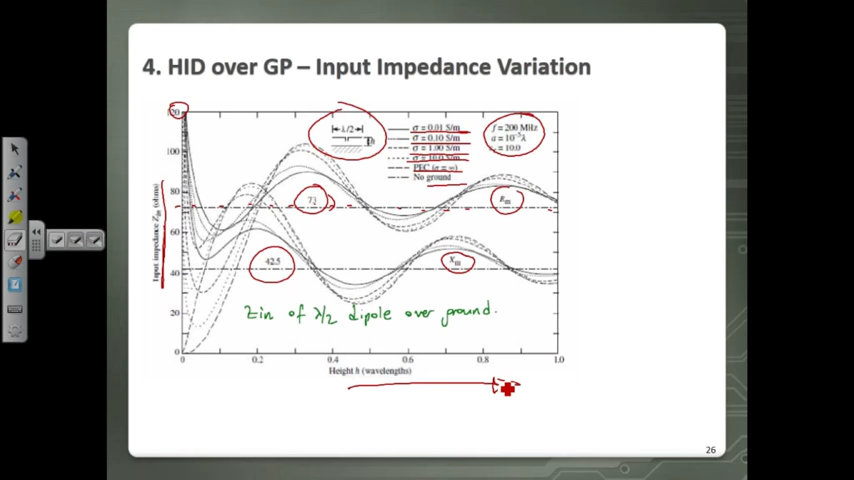 4. HID over GP – Input Impedance Variation
120
100
80
60
40
20
0
Input impedance Zin (ohms)
λ/2
h
σ = 0.01 S/m
σ = 0.10 S/m
σ = 1.00 S/m
σ = 10.0 S/m
PEC (σ = ∞)
No ground
f = 200 MHz
a = 10⁻⁵λ
= 10.0
73
Rin
42.5
Xin
Zin of λ/2 dipole over ground.
0 0.2 0.4 0.6 0.8 1.0
Height h (wavelengths)
26